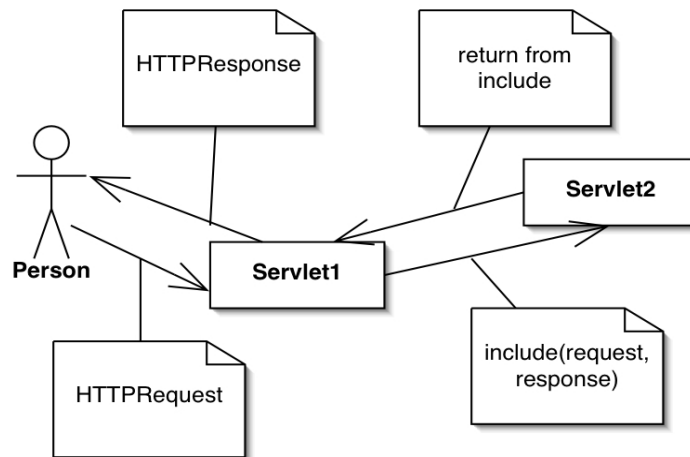 HTTPResponse
return from
include
Servlet2
Person
Servlet1
HTTPRequest
include(request,
response)